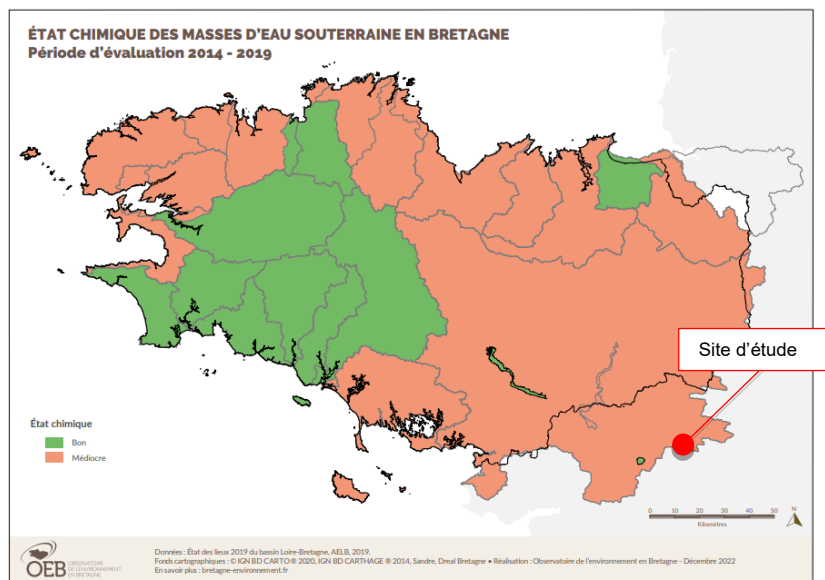 ÉTAT CHIMIQUE DES MASSES D'EAU SOUTERRAINE EN BRETAGNE
Période d'évaluation 2014 - 2019
Site d'étude
État chimique
Bon
Médiocre
0 10 20 30 40 50
Kilomètres
N
OEB
OBSERVATOIRE
DE L'ENVIRONNEMENT
EN BRETAGNE
Données : État des lieux 2019 du bassin Loire-Bretagne, AELB, 2019.
Fonds cartographiques : © IGN BD CARTO ® 2020, IGN BD CARTHAGE ® 2014, Sandre, Dreal Bretagne • Réalisation : Observatoire de l'environnement en Bretagne - Décembre 2022
En savoir plus : bretagne-environnement.fr